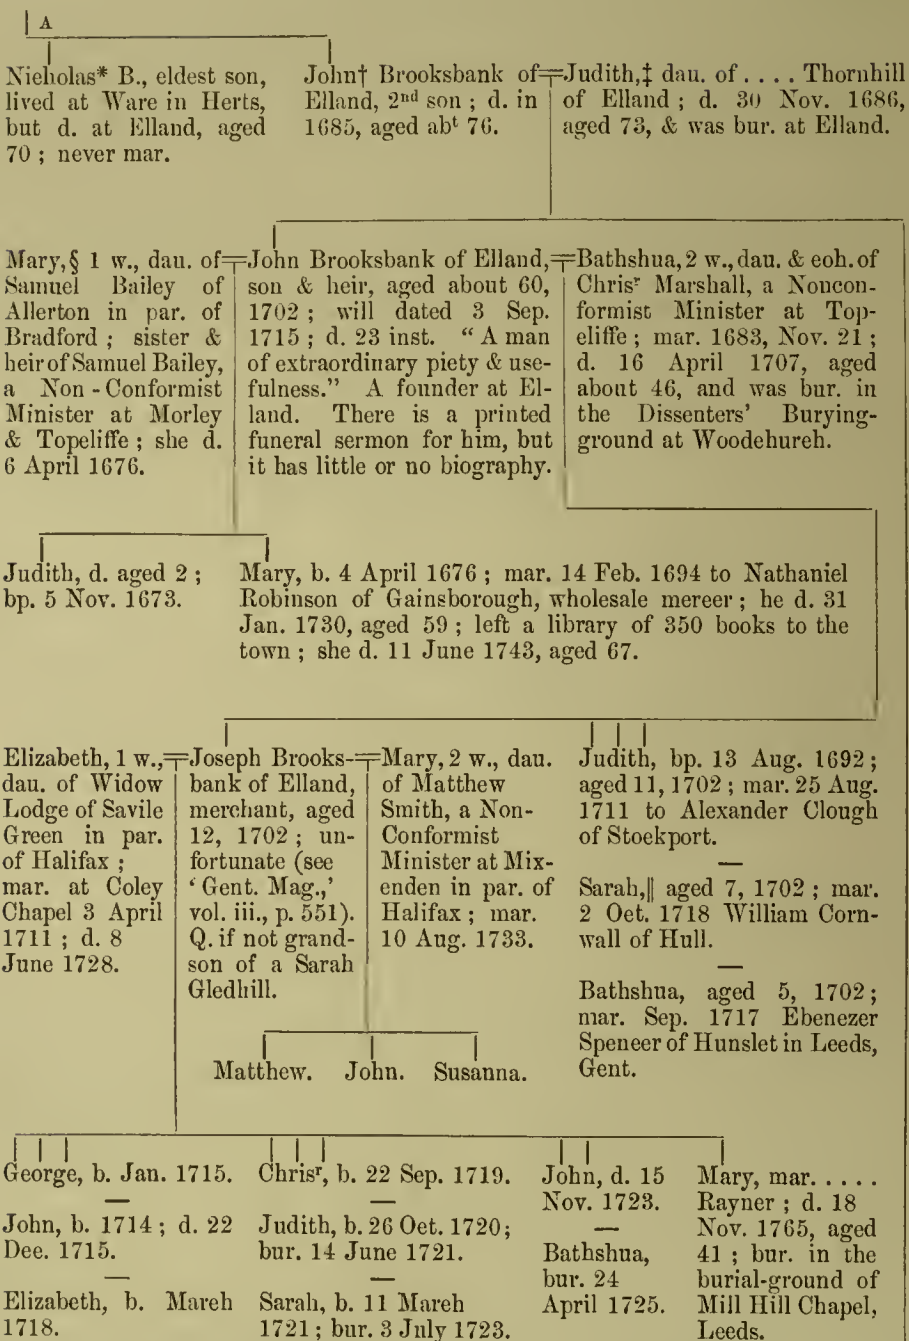 A
Nicholas* B., eldest son,
lived at Ware in Herts,
but d. at Elland, aged
70 ; never mar.
John† Brooksbank of
Elland, 2nd son ; d. in
1685, aged abt 76.
Judith,‡ dau. of . . . . Thornhill
of Elland ; d. 30 Nov. 1686,
aged 73, & was bur. at Elland.
Mary,§ 1 w., dau. of
Samuel Bailey of
Allerton in par. of
Bradford ; sister &
heir of Samuel Bailey,
a Non-Conformist
Minister at Morley
& Topcliffe ; she d.
6 April 1676.
John Brooksbank of Elland,
son & heir, aged about 60,
1702 ; will dated 3 Sep.
1715 ; d. 23 inst. “ A man
of extraordinary piety & use-
fulness.” A founder at El-
land. There is a printed
funeral sermon for him, but
it has little or no biography.
Bathshua, 2 w., dau. & coh. of
Chrisr Marshall, a Noncon-
formist Minister at Top-
cliffe ; mar. 1683, Nov. 21 ;
d. 16 April 1707, aged
about 46, and was bur. in
the Dissenters’ Burying-
ground at Woodchurch.
Judith, d. aged 2 ;
bp. 5 Nov. 1673.
Mary, b. 4 April 1676 ; mar. 14 Feb. 1694 to Nathaniel
Robinson of Gainsborough, wholesale mercer ; he d. 31
Jan. 1730, aged 59 ; left a library of 350 books to the
town ; she d. 11 June 1743, aged 67.
Elizabeth, 1 w.,
dau. of Widow
Lodge of Savile
Green in par.
of Halifax ;
mar. at Coley
Chapel 3 April
1711 ; d. 8
June 1728.
Joseph Brooks-
bank of Elland,
merchant, aged
12, 1702 ; un-
fortunate (see
‘ Gent. Mag.,’
vol. iii., p. 551).
Q. if not grand-
son of a Sarah
Gledhill.
Mary, 2 w., dau.
of Matthew
Smith, a Non-
Conformist
Minister at Mix-
enden in par. of
Halifax ; mar.
10 Aug. 1733.
Judith, bp. 13 Aug. 1692 ;
aged 11, 1702 ; mar. 25 Aug.
1711 to Alexander Clough
of Stockport.
—
Sarah,‖ aged 7, 1702 ; mar.
2 Oct. 1718 William Corn-
wall of Hull.
—
Bathshua, aged 5, 1702 ;
mar. Sep. 1717 Ebenezer
Spencer of Hunslet in Leeds,
Gent.
Matthew. John. Susanna.
George, b. Jan. 1715.
—
John, b. 1714 ; d. 22
Dec. 1715.
—
Elizabeth, b. March
1718.
Chrisr, b. 22 Sep. 1719.
—
Judith, b. 26 Oct. 1720 ;
bur. 14 June 1721.
—
Sarah, b. 11 March
1721 ; bur. 3 July 1723.
John, d. 15
Nov. 1723.
—
Bathshua,
bur. 24
April 1725.
Mary, mar. . . . .
Rayner ; d. 18
Nov. 1765, aged
41 ; bur. in the
burial-ground of
Mill Hill Chapel,
Leeds.